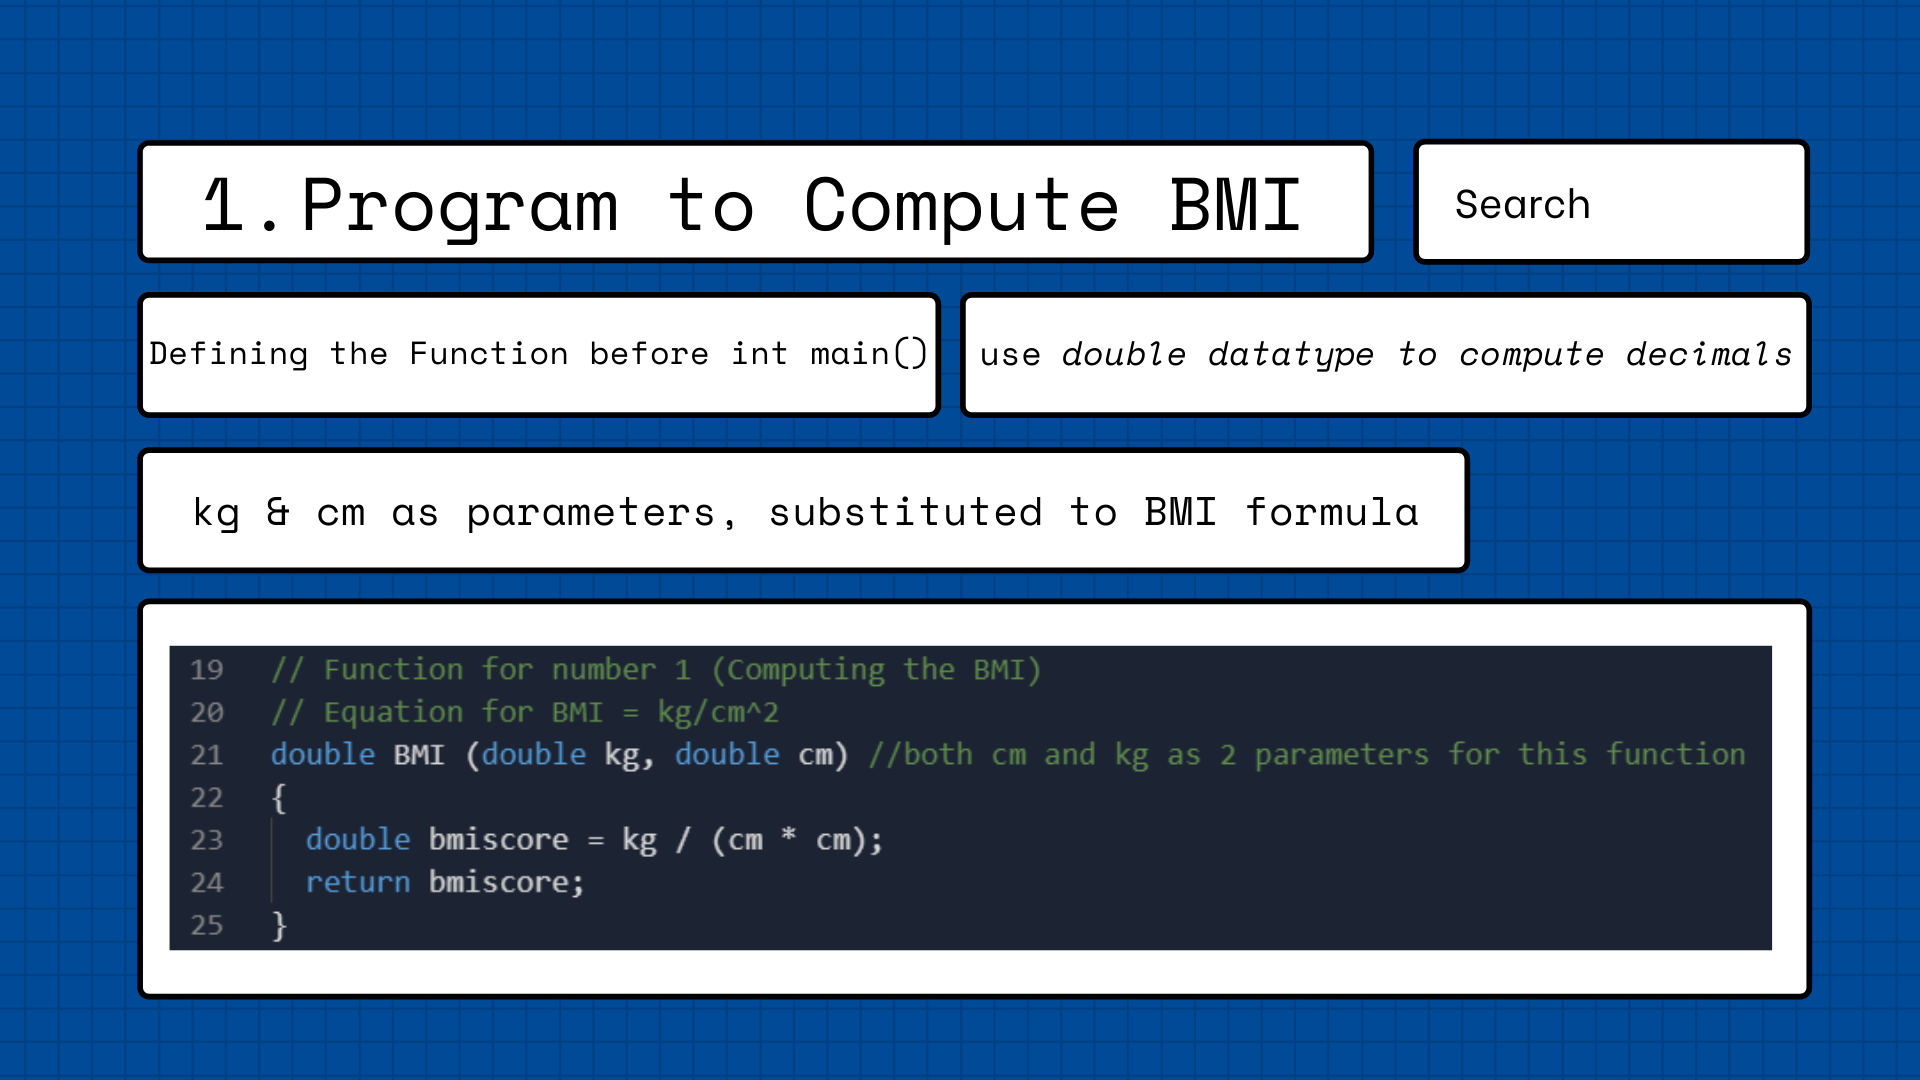 1.Program to Compute BMI
Search
Defining the Function before int main()
use double datatype to compute decimals
kg & cm as parameters, substituted to BMI formula
19 // Function for number 1 (Computing the BMI)
20 // Equation for BMI = kg/cm^2
21 double BMI (double kg, double cm) //both cm and kg as 2 parameters for this function
22 {
23 double bmiscore = kg / (cm * cm);
24 return bmiscore;
25 }